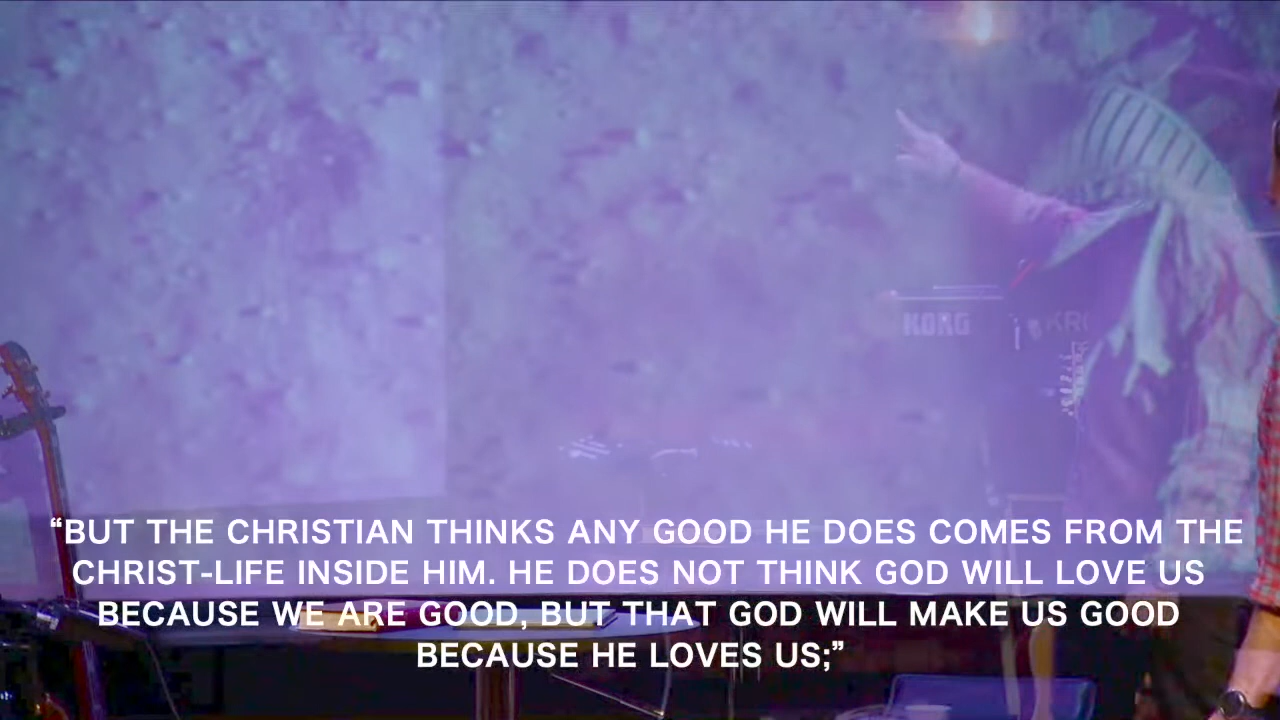 KORG
KRO
“BUT THE CHRISTIAN THINKS ANY GOOD HE DOES COMES FROM THE
CHRIST-LIFE INSIDE HIM. HE DOES NOT THINK GOD WILL LOVE US
BECAUSE WE ARE GOOD, BUT THAT GOD WILL MAKE US GOOD
BECAUSE HE LOVES US;”